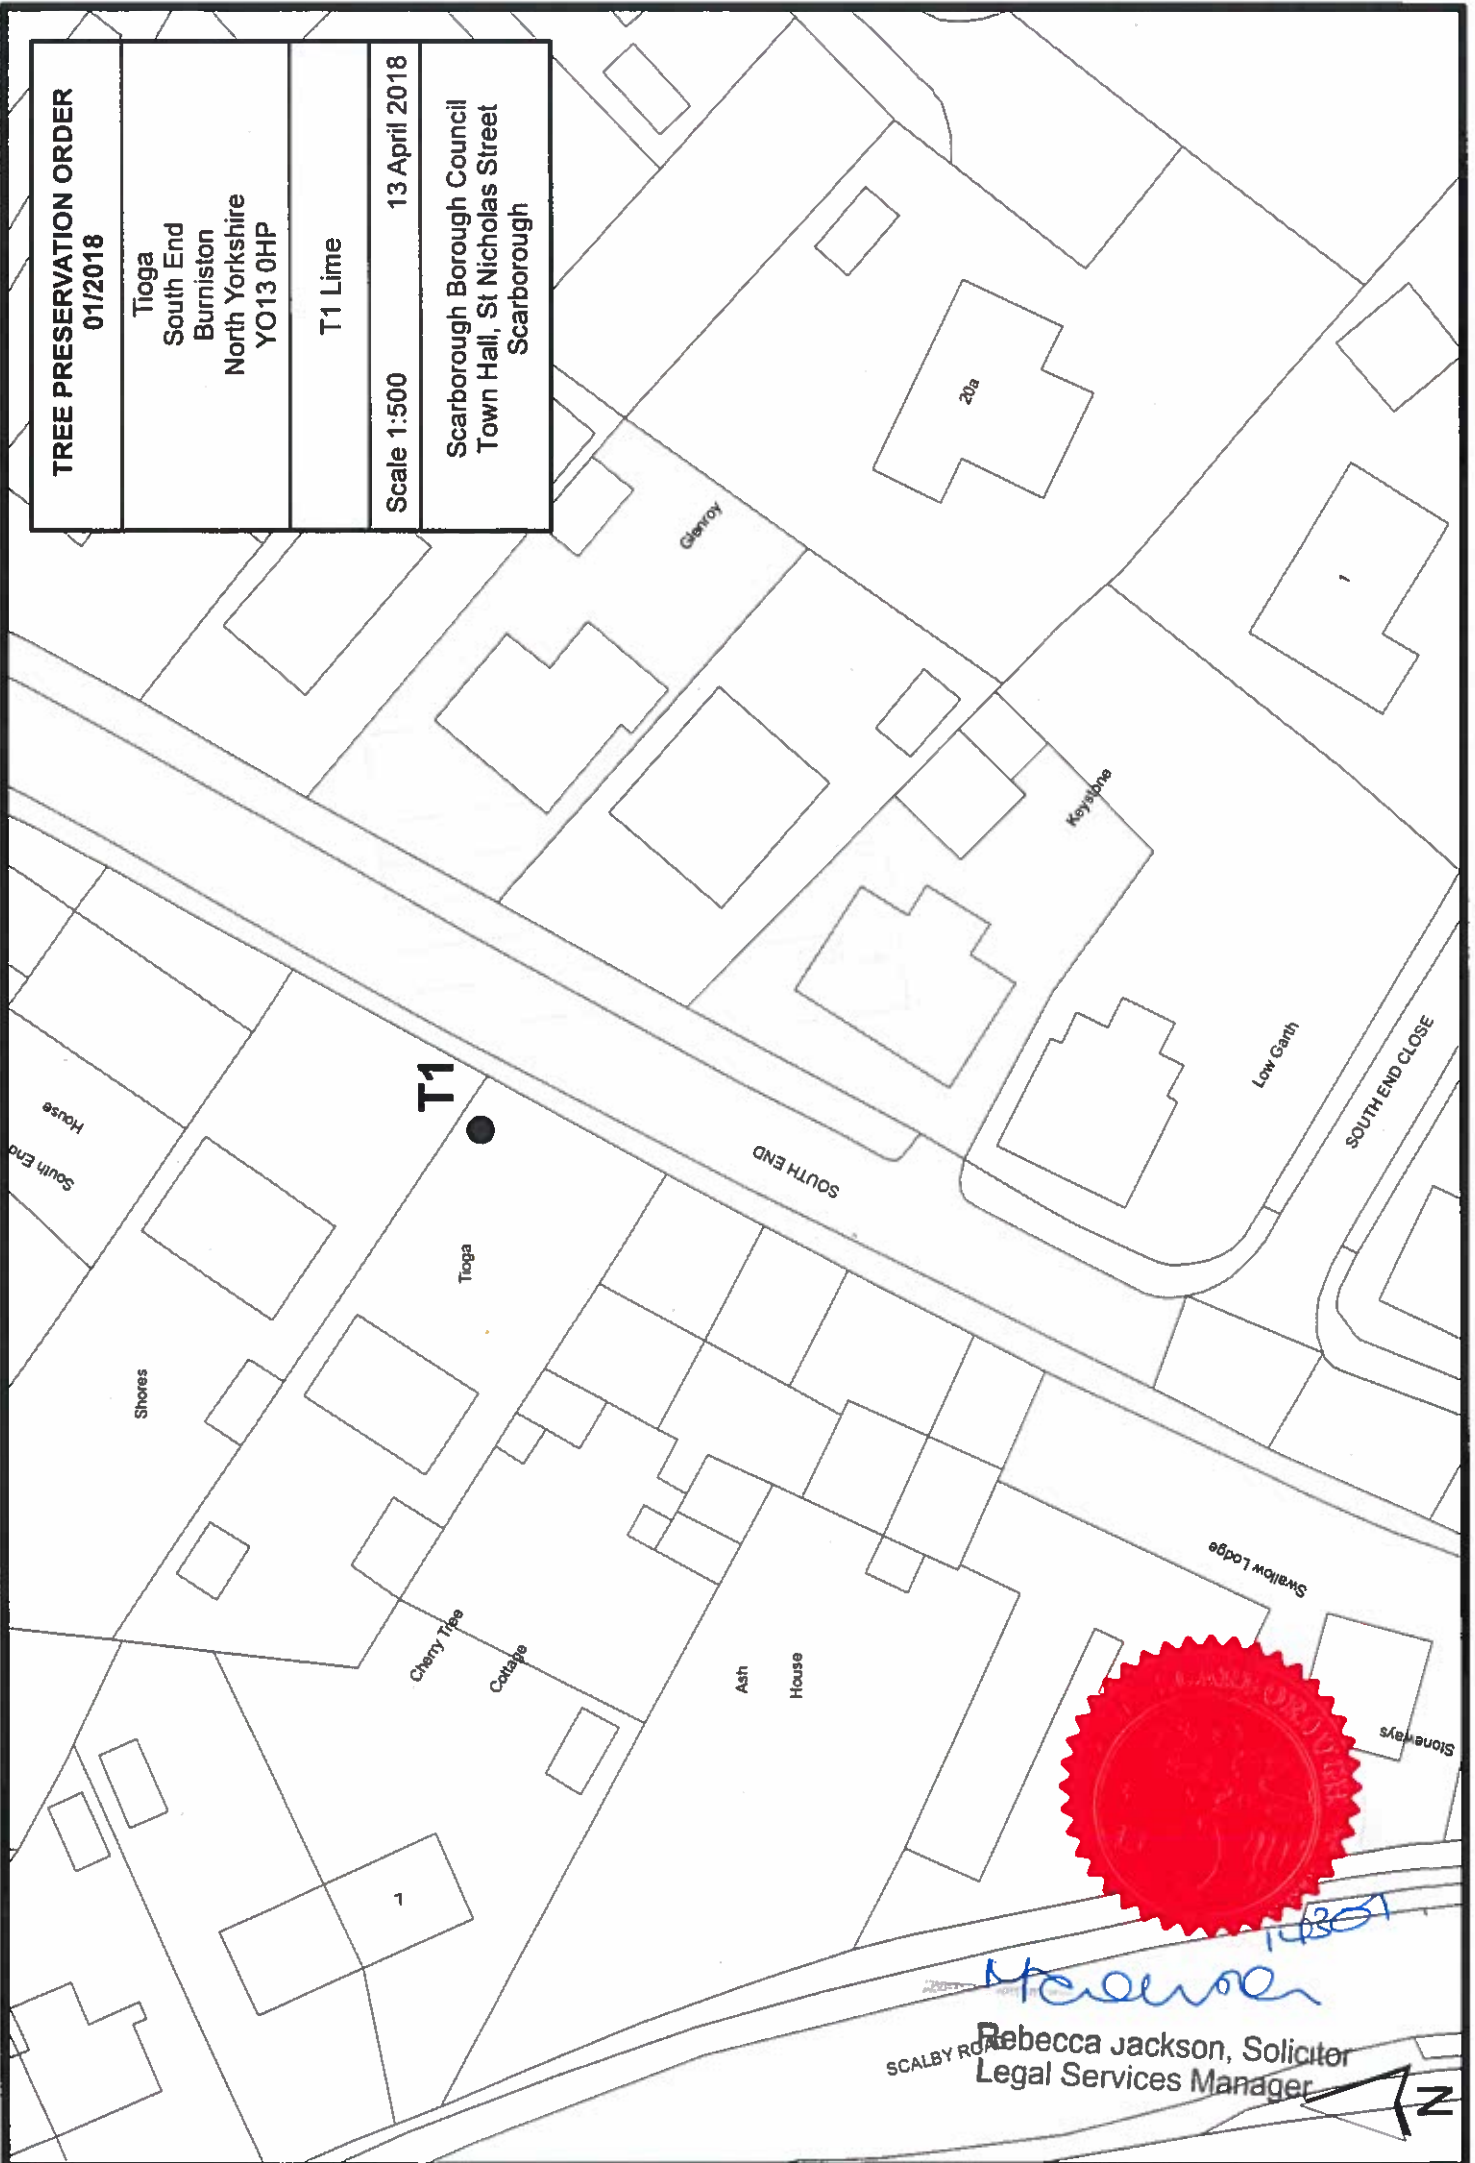 TREE PRESERVATION ORDER
01/2018
Tioga
South End
Burniston
North Yorkshire
YO13 0HP
T1 Lime
Scale 1:500 13 April 2018
Scarborough Borough Council
Town Hall, St Nicholas Street
Scarborough
20a
Glenroy
1
Keystone
Low Garth
SOUTH END CLOSE
T1
SOUTH END
South End
House
Tioga
Shores
Cherry Tree
Cottage
Ash
House
Swallow Lodge
Stoneways
7
SCALBY ROAD
14309
Rebecca Jackson, Solicitor
Legal Services Manager
N